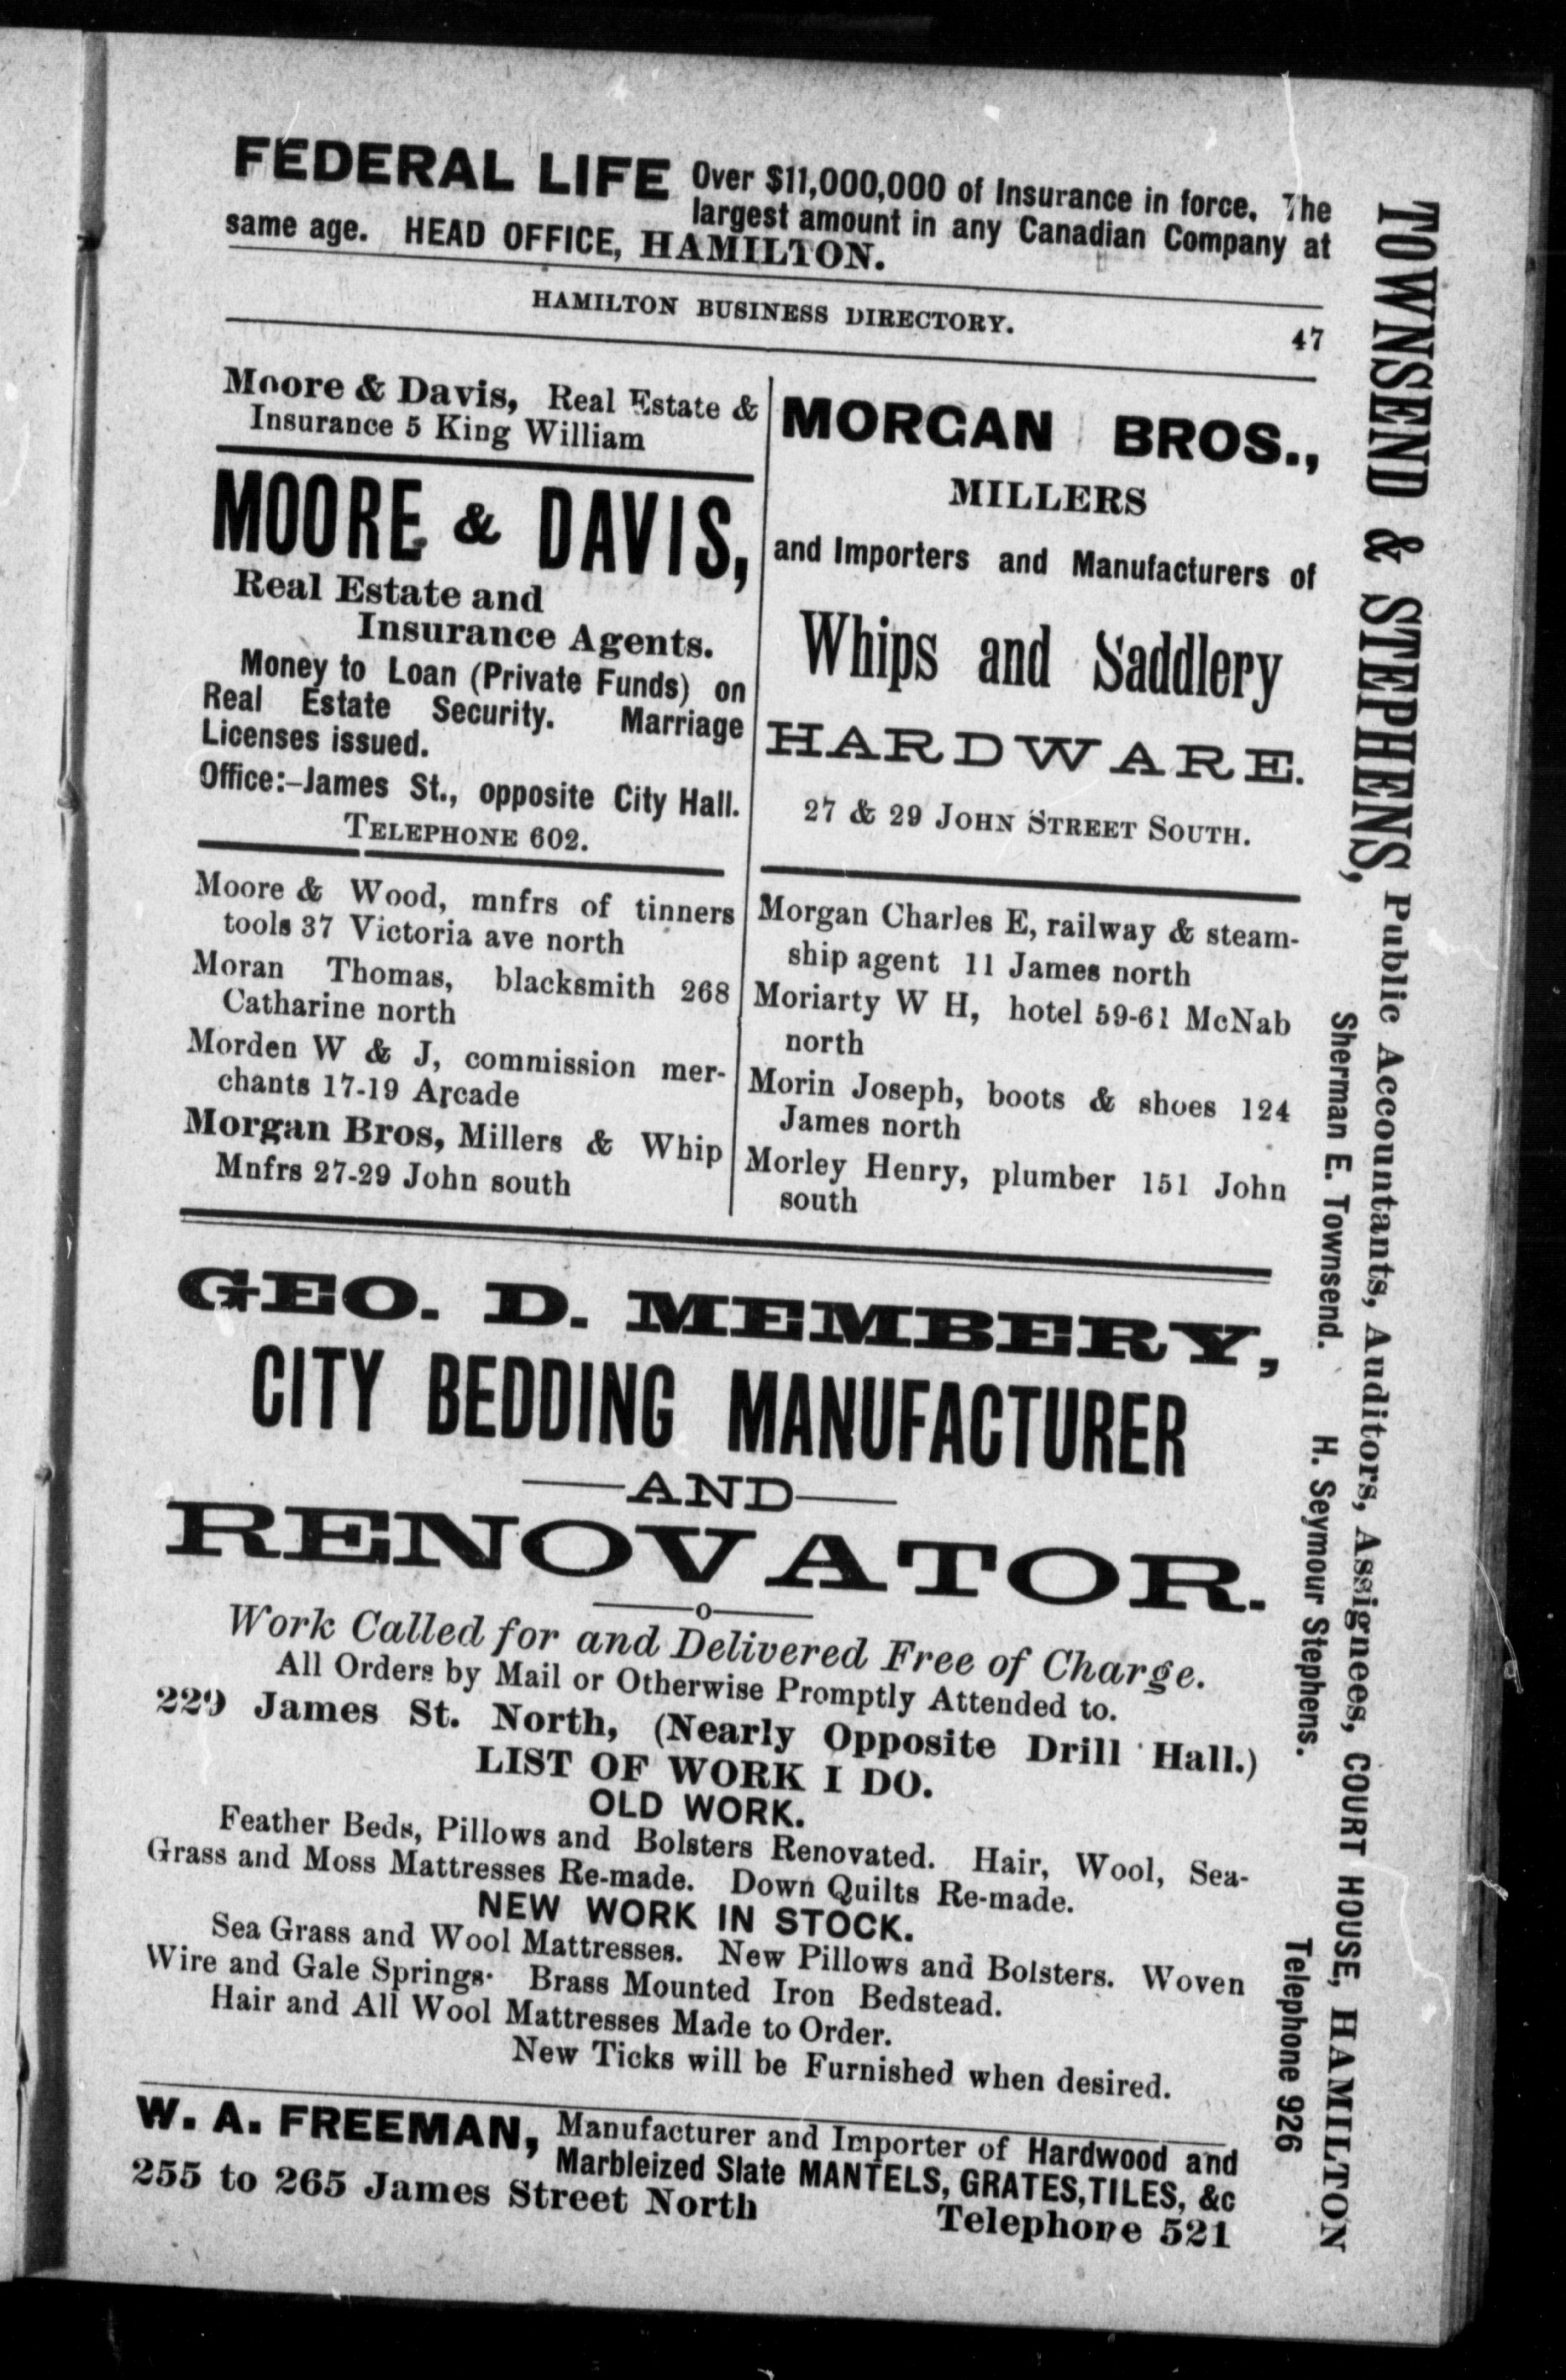 FEDERAL LIFE Over $11,000,000 of Insurance in force. The
largest amount in any Canadian Company at
same age. HEAD OFFICE, HAMILTON.
HAMILTON BUSINESS DIRECTORY. 47
Moore & Davis, Real Estate &
Insurance 5 King William
MOORE & DAVIS,
Real Estate and
Insurance Agents.
Money to Loan (Private Funds) on
Real Estate Security. Marriage
Licenses issued.
Office:-James St., opposite City Hall.
TELEPHONE 602.
Moore & Wood, mnfrs of tinners
tools 37 Victoria ave north
Moran Thomas, blacksmith 268
Catharine north
Morden W & J, commission mer-
chants 17-19 Arcade
Morgan Bros, Millers & Whip
Mnfrs 27-29 John south
MORGAN BROS.,
MILLERS
and Importers and Manufacturers of
Whips and Saddlery
HARDWARE.
27 & 29 JOHN STREET SOUTH.
Morgan Charles E, railway & steam-
ship agent 11 James north
Moriarty W H, hotel 59-61 McNab
north
Morin Joseph, boots & shoes 124
James north
Morley Henry, plumber 151 John
south
GEO. D. MEMBERY,
CITY BEDDING MANUFACTURER
—AND—
RENOVATOR.
—o—
Work Called for and Delivered Free of Charge.
All Orders by Mail or Otherwise Promptly Attended to.
229 James St. North, (Nearly Opposite Drill Hall.)
LIST OF WORK I DO.
OLD WORK.
Feather Beds, Pillows and Bolsters Renovated. Hair, Wool, Sea-
Grass and Moss Mattresses Re-made. Down Quilts Re-made.
NEW WORK IN STOCK.
Sea Grass and Wool Mattresses. New Pillows and Bolsters. Woven
Wire and Gale Springs. Brass Mounted Iron Bedstead.
Hair and All Wool Mattresses Made to Order.
New Ticks will be Furnished when desired.
W. A. FREEMAN, Manufacturer and Importer of Hardwood and
Marbleized Slate MANTELS, GRATES, TILES, &c
255 to 265 James Street North Telephone 521
TOWNSEND & STEPHENS,
Public Accountants, Auditors, Assignees, COURT HOUSE, HAMILTON
Sherman E. Townsend. H. Seymour Stephens. Telephone 926